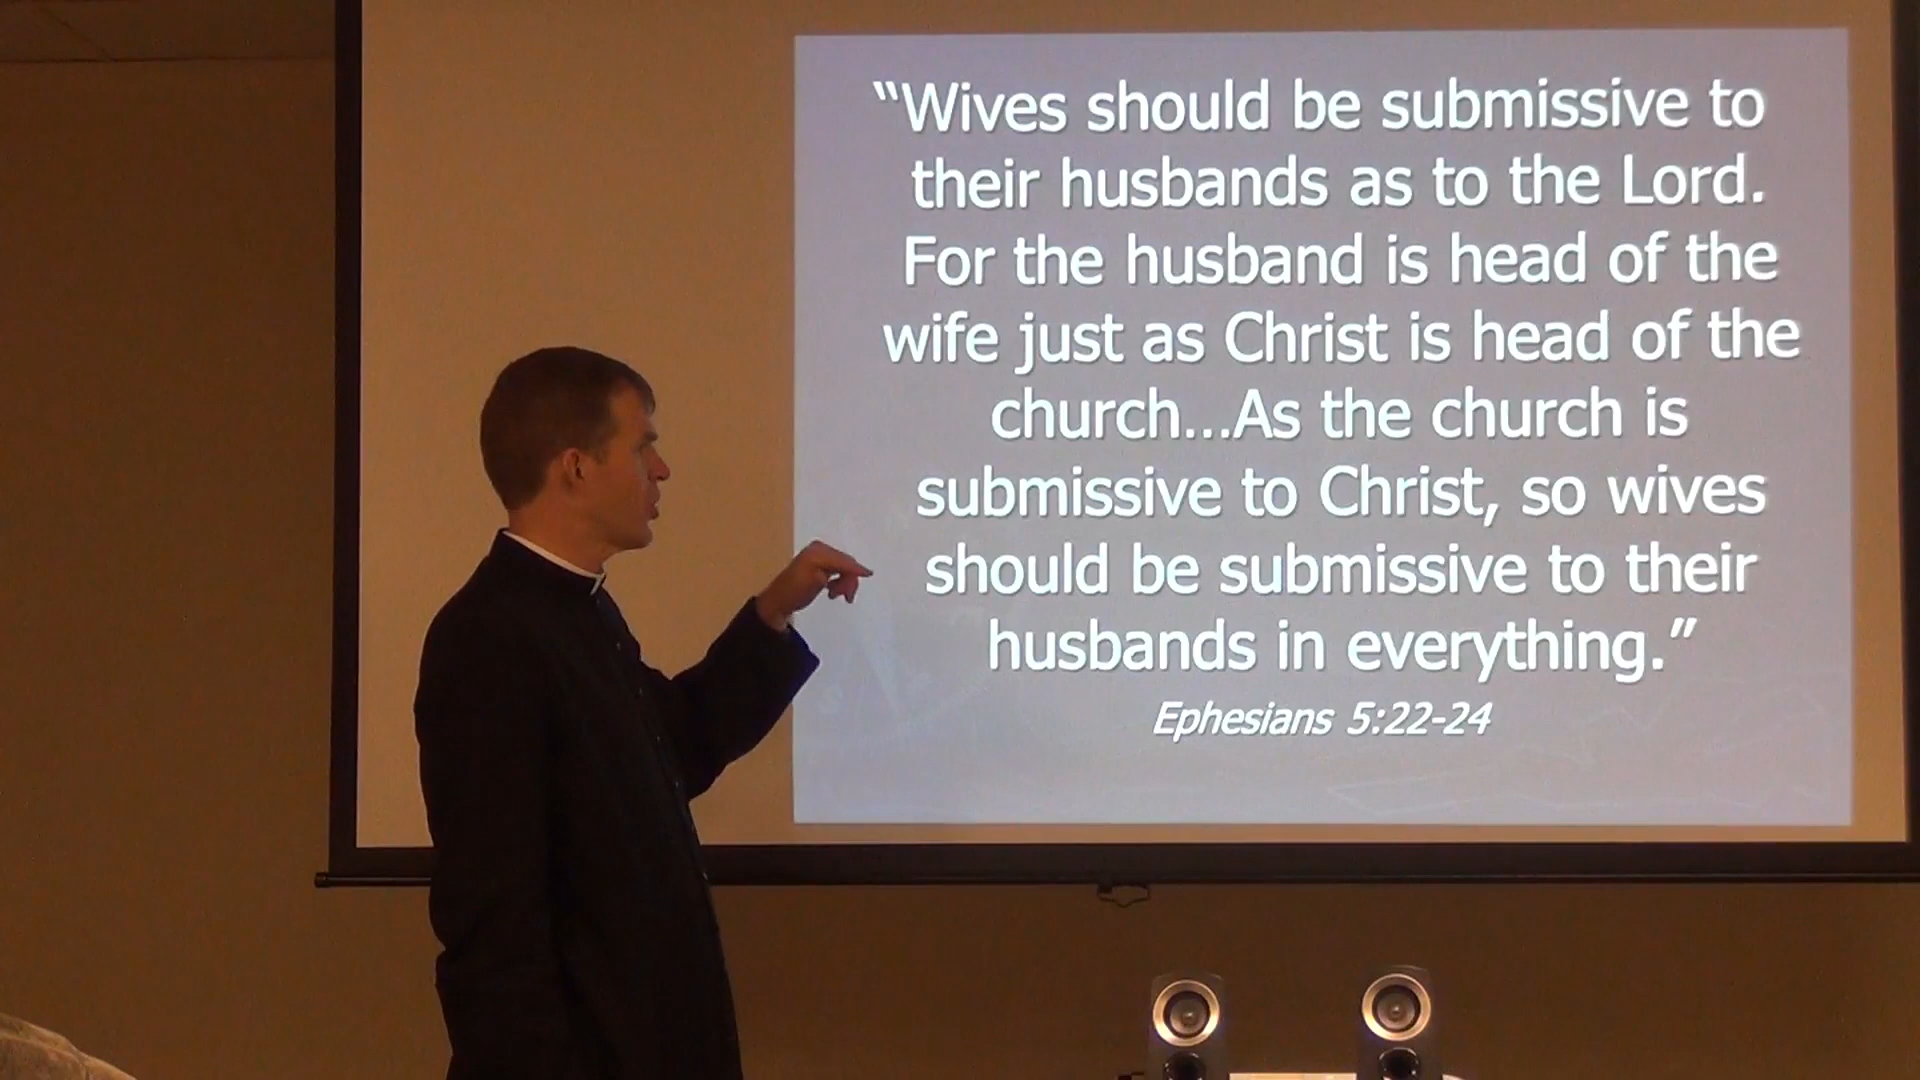 “Wives should be submissive to
their husbands as to the Lord.
For the husband is head of the
wife just as Christ is head of the
church...As the church is
submissive to Christ, so wives
should be submissive to their
husbands in everything.”
Ephesians 5:22-24